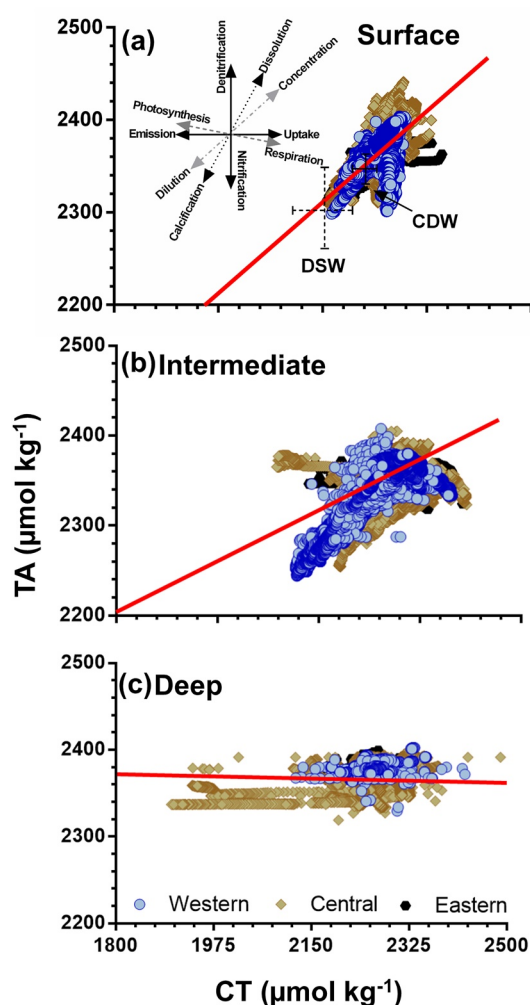 (a)
Surface
2500
2400
2300
2200
Denitrification
Dissolution
Concentration
Photosynthesis
Emission
Uptake
Respiration
Dilution
Calcification
Nitrification
CDW
DSW
(b) Intermediate
2500
2400
2300
2200
TA (µmol kg⁻¹)
(c) Deep
2500
2400
2300
2200
Western Central Eastern
1800 1975 2150 2325 2500
CT (µmol kg⁻¹)